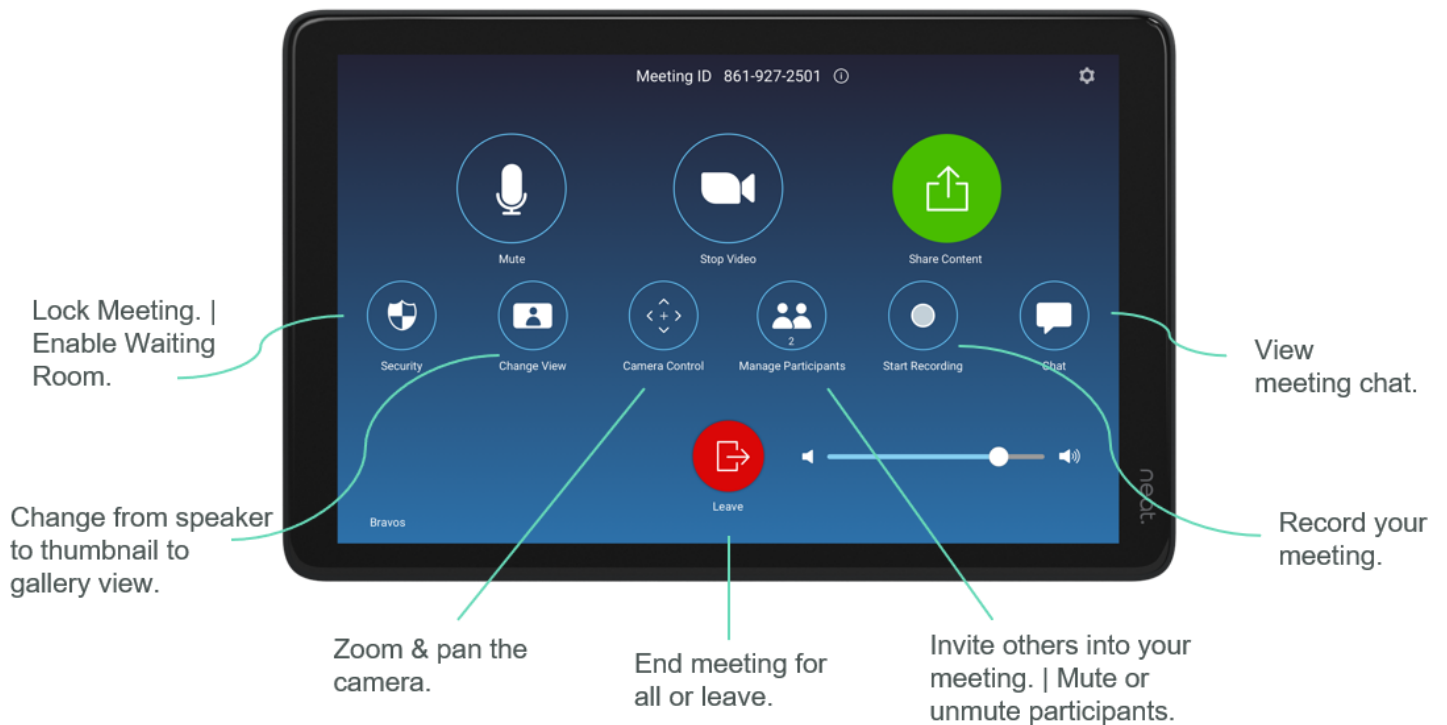 Meeting ID 861-927-2501
Mute
Stop Video
Share Content
Lock Meeting. |
Enable Waiting
Room.
Security
Change View
Camera Control
2
Manage Participants
Start Recording
Chat
View
meeting chat.
Leave
Bravos
neat.
Change from speaker
to thumbnail to
gallery view.
Record your
meeting.
Zoom & pan the
camera.
End meeting for
all or leave.
Invite others into your
meeting. | Mute or
unmute participants.